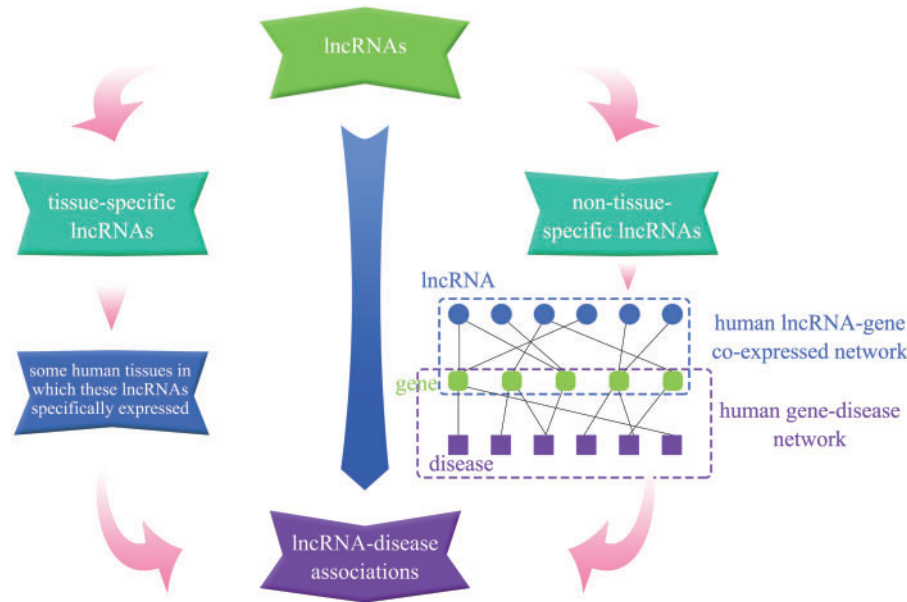 lncRNAs
tissue-specific
lncRNAs
non-tissue-
specific lncRNAs
lncRNA
human lncRNA-gene
co-expressed network
some human tissues in
which these lncRNAs
specifically expressed
gene
human gene-disease
network
disease
lncRNA-disease
associations